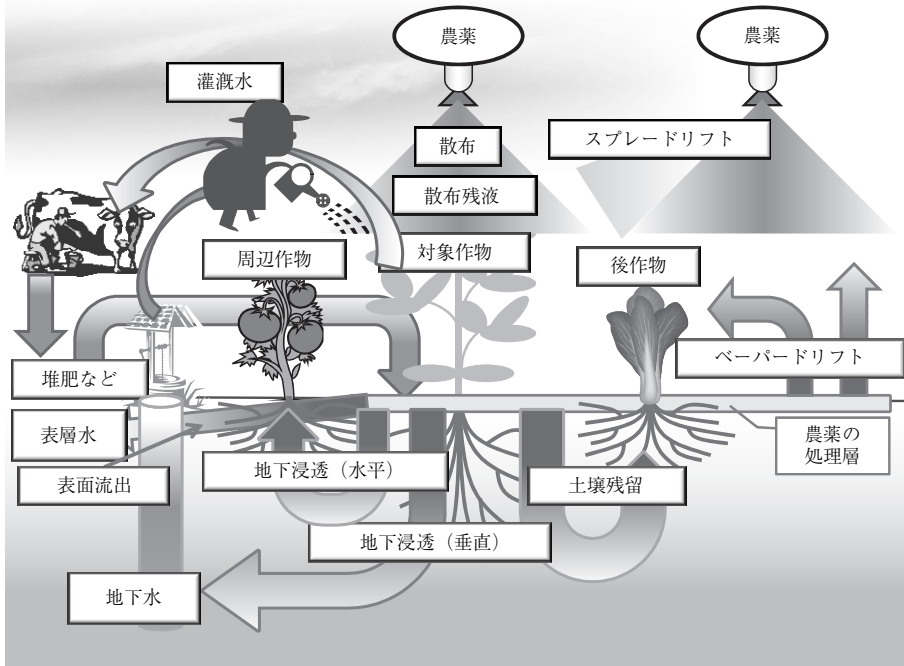 農薬
農薬
灌漑水
散布
スプレードリフト
散布残液
周辺作物
対象作物
後作物
ベーパードリフト
堆肥など
表層水
農薬の
処理層
表面流出
地下浸透（水平）
土壌残留
地下浸透（垂直）
地下水